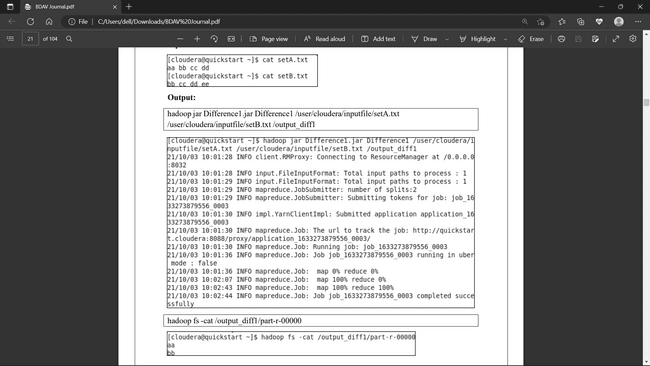 BDAV Journal.pdf
File
C:/Users/dell/Downloads/BDAV%20Journal.pdf
21 of 104
Page view
Read aloud
Add text
Draw
Highlight
Erase
[cloudera@quickstart ~]$ cat setA.txt
aa bb cc dd
[cloudera@quickstart ~]$ cat setB.txt
bb cc dd ee
Output:
hadoop jar Difference1.jar Difference1 /user/cloudera/inputfile/setA.txt
/user/cloudera/inputfile/setB.txt /output_diff1
[cloudera@quickstart ~]$ hadoop jar Difference1.jar Difference1 /user/cloudera/i
nputfile/setA.txt /user/cloudera/inputfile/setB.txt /output_diff1
21/10/03 10:01:28 INFO client.RMProxy: Connecting to ResourceManager at /0.0.0.0
:8032
21/10/03 10:01:28 INFO input.FileInputFormat: Total input paths to process : 1
21/10/03 10:01:29 INFO input.FileInputFormat: Total input paths to process : 1
21/10/03 10:01:29 INFO mapreduce.JobSubmitter: number of splits:2
21/10/03 10:01:29 INFO mapreduce.JobSubmitter: Submitting tokens for job: job_16
33273879556_0003
21/10/03 10:01:30 INFO impl.YarnClientImpl: Submitted application application_16
33273879556_0003
21/10/03 10:01:30 INFO mapreduce.Job: The url to track the job: http://quickstar
t.cloudera:8088/proxy/application_1633273879556_0003/
21/10/03 10:01:30 INFO mapreduce.Job: Running job: job_1633273879556_0003
21/10/03 10:01:36 INFO mapreduce.Job: Job job_1633273879556_0003 running in uber
mode : false
21/10/03 10:01:36 INFO mapreduce.Job:  map 0% reduce 0%
21/10/03 10:02:07 INFO mapreduce.Job:  map 100% reduce 0%
21/10/03 10:02:43 INFO mapreduce.Job:  map 100% reduce 100%
21/10/03 10:02:44 INFO mapreduce.Job: Job job_1633273879556_0003 completed succe
ssfully
hadoop fs -cat /output_diff1/part-r-00000
[cloudera@quickstart ~]$ hadoop fs -cat /output_diff1/part-r-00000
aa
bb